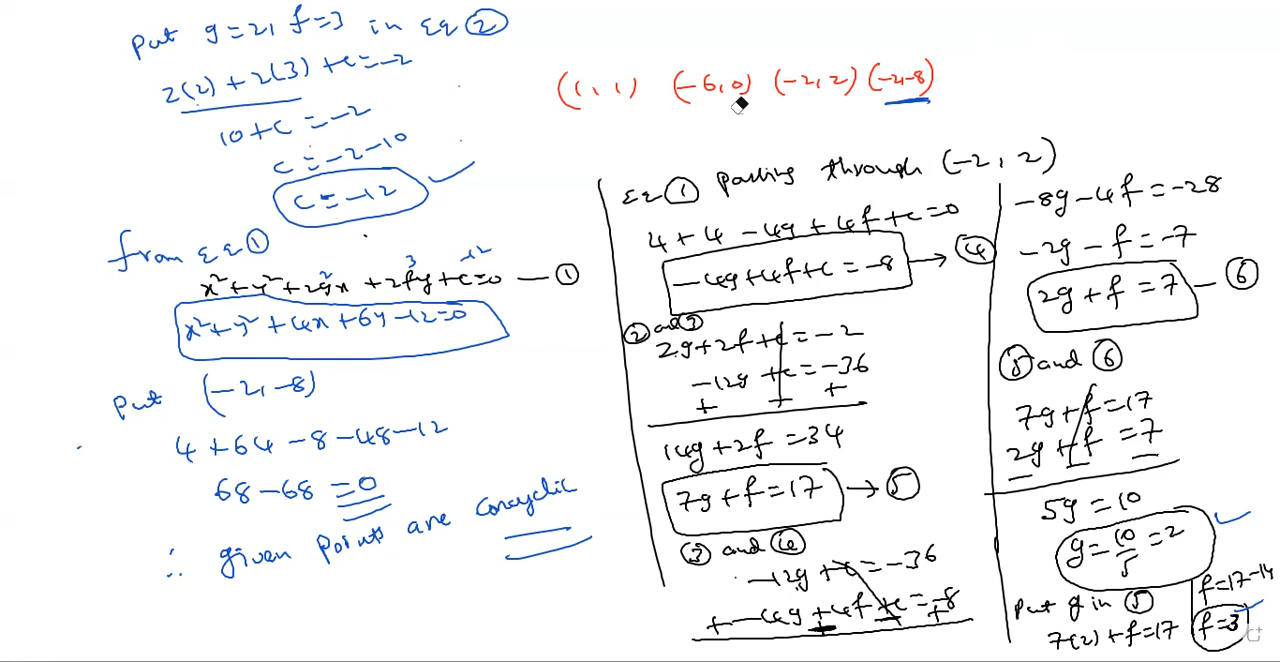 put g=2, f=3 in Eq ②
2(2) + 2(3) + c = -2
10 + c = -2
c = -2 - 10
c = -12
from Eq ①
3
-12
2
x² + y² + 2gx + 2fy + c = 0 — ①
x² + y² + 4x + 6y - 12 = 0
Put (-2, -8)
4 + 64 - 8 - 48 - 12
68 - 68 = 0
∴ given points are concyclic
(1, 1) (-6, 0) (-2, 2) (-2, -8)
Eq ① passing through (-2, 2)
4 + 4 - 4g + 4f + c = 0
-4g + 4f + c = -8 → ④
② and ③
2g + 2f + c = -2
-12g + c = -36
+ - +
14g + 2f = 34
7g + f = 17 → ⑤
③ and ④
-12g + c = -36
-4g + 4f + c = -8
+ - - +
-8g - 4f = -28
-2g - f = -7
2g + f = 7 — ⑥
⑤ and ⑥
7g + f = 17
2g + f = 7
- - -
5g = 10
g = 10/5 = 2
put g in ⑤
7(2) + f = 17
f = 17 - 14
f = 3